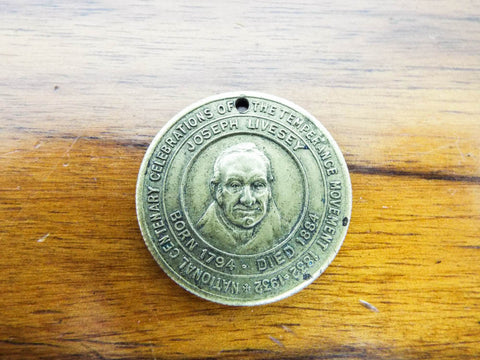 NATIONAL CENTENARY CELEBRATIONS OF THE TEMPERANCE MOVEMENT 1832-1932 *
JOSEPH LIVESEY
BORN 1794 · DIED 1884